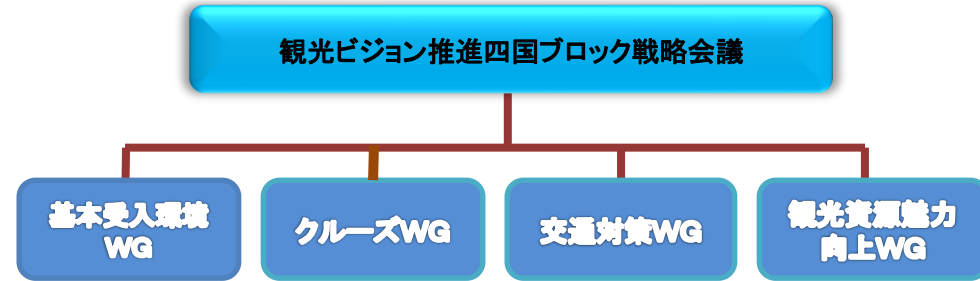 観光ビジョン推進四国ブロック戦略会議
基本受入環境
WG
クルーズWG
交通対策WG
観光資源魅力
向上WG